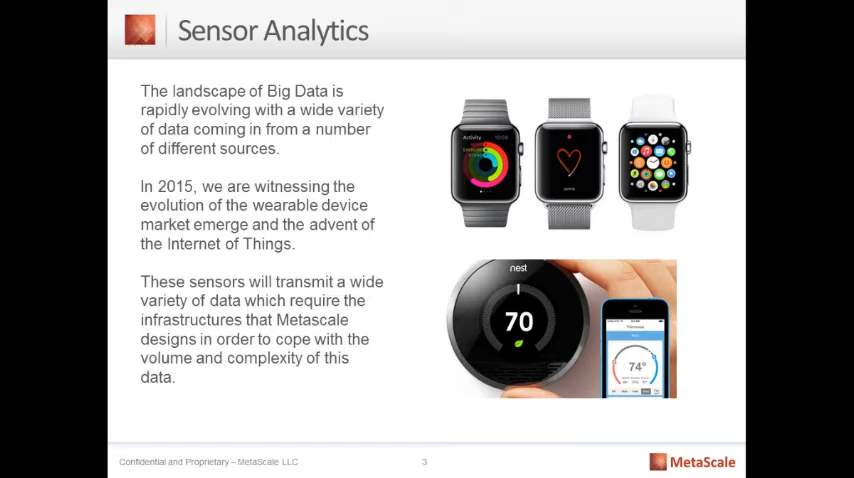 Sensor Analytics
The landscape of Big Data is
rapidly evolving with a wide variety
of data coming in from a number
of different sources.
In 2015, we are witnessing the
evolution of the wearable device
market emerge and the advent of
the Internet of Things.
These sensors will transmit a wide
variety of data which require the
infrastructures that Metascale
designs in order to cope with the
volume and complexity of this
data.
Activity
nest
70
74°
Confidential and Proprietary – MetaScale LLC
3
MetaScale